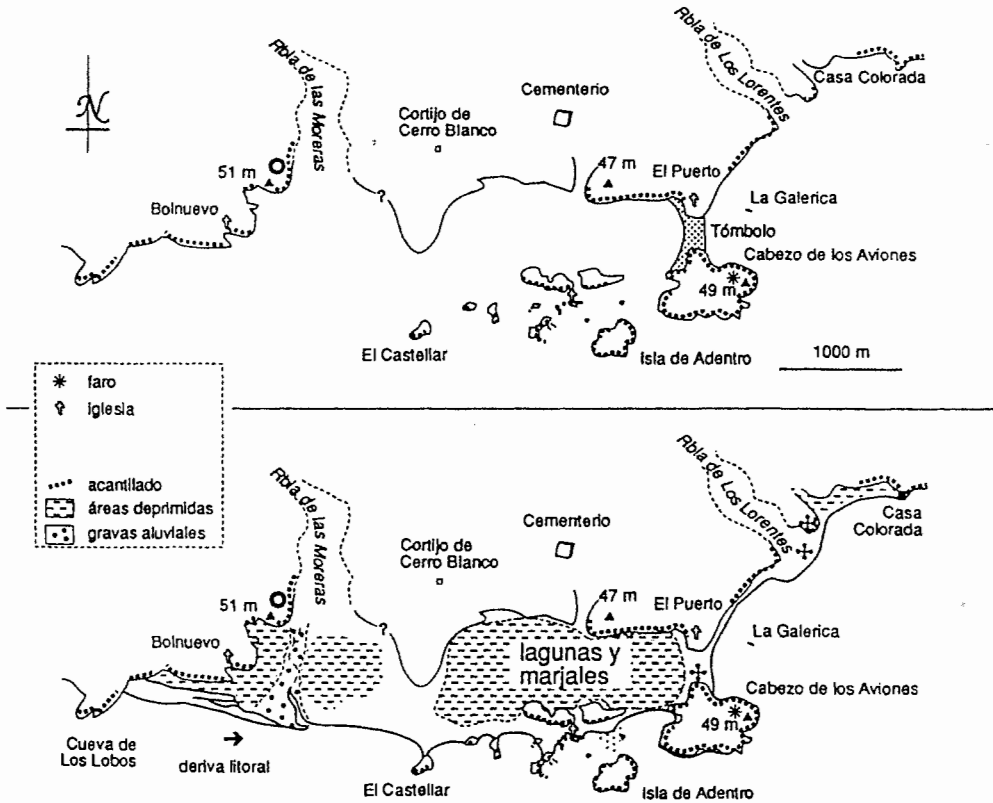 N
Rbla de las Moreras
Rbla de Los Lorentes
Casa Colorada
Cementerio
Cortijo de
Cerro Blanco
51 m
47 m
El Puerto
Bolnuevo
?
La Galerica
Tómbolo
Cabezo de los Aviones
49 m
El Castellar
Isla de Adentro
1000 m
faro
iglesia
acantilado
áreas deprimidas
gravas aluviales
Rbla de las Moreras
Rbla de Los Lorentes
Casa
Colorada
Cementerio
Cortijo de
Cerro Blanco
51 m
47 m
El Puerto
Bolnuevo
?
La Galerica
lagunas y
marjales
Cabezo de los Aviones
49 m
Cueva de
Los Lobos
deriva litoral
El Castellar
Isla de Adentro